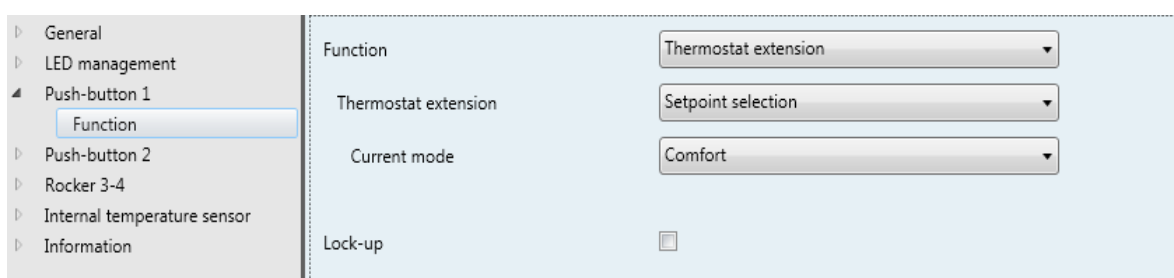 General
LED management
Push-button 1
Function
Push-button 2
Rocker 3-4
Internal temperature sensor
Information
Function Thermostat extension
Thermostat extension Setpoint selection
Current mode Comfort
Lock-up